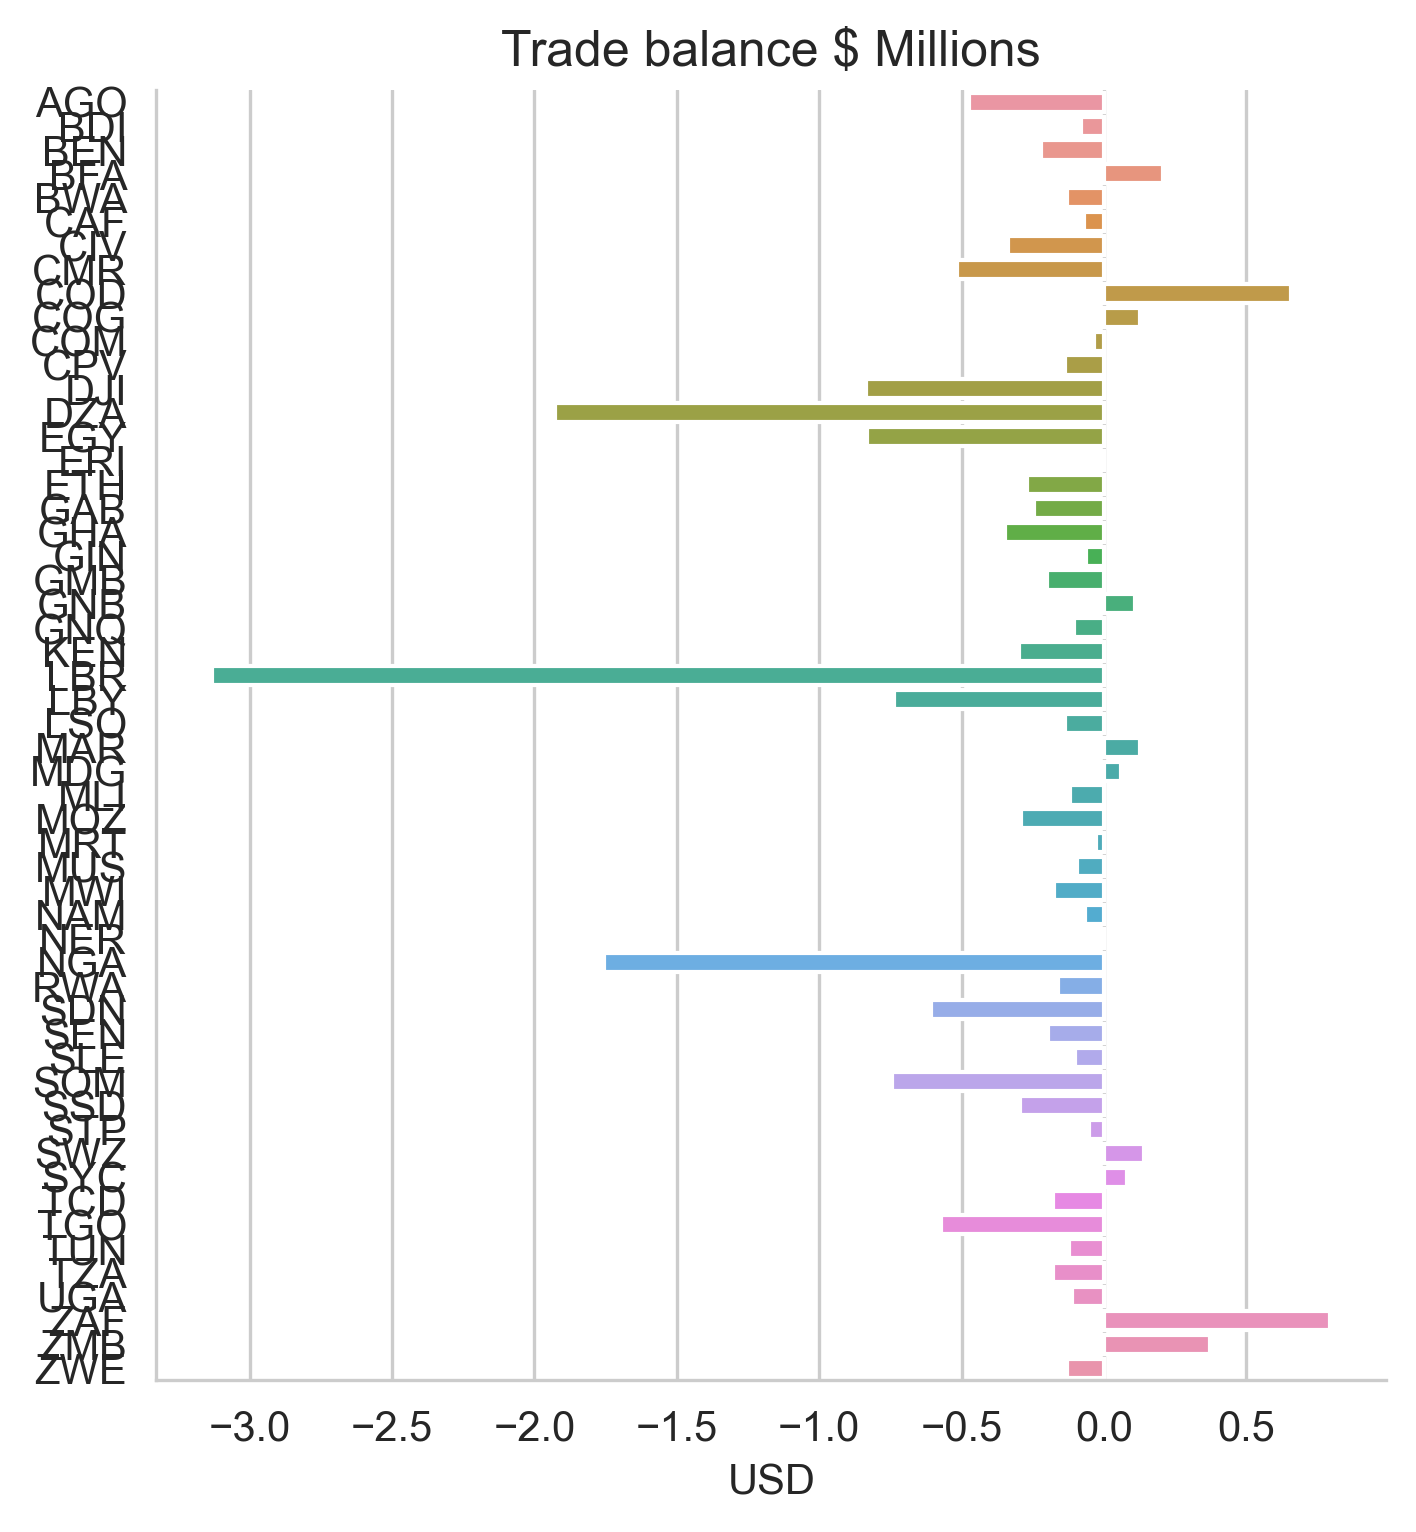 Trade balance $ Millions
AGO
BDI
BEN
BFA
BWA
CAF
CIV
CMR
COD
COG
COM
CPV
DJI
DZA
EGY
ERI
ETH
GAB
GHA
GIN
GMB
GNB
GNQ
KEN
LBR
LBY
LSO
MAR
MDG
MLI
MOZ
MRT
MUS
MWI
NAM
NER
NGA
RWA
SDN
SEN
SLE
SOM
SSD
STP
SWZ
SYC
TCD
TGO
TUN
TZA
UGA
ZAF
ZMB
ZWE
−3.0 −2.5 −2.0 −1.5 −1.0 −0.5 0.0 0.5
USD